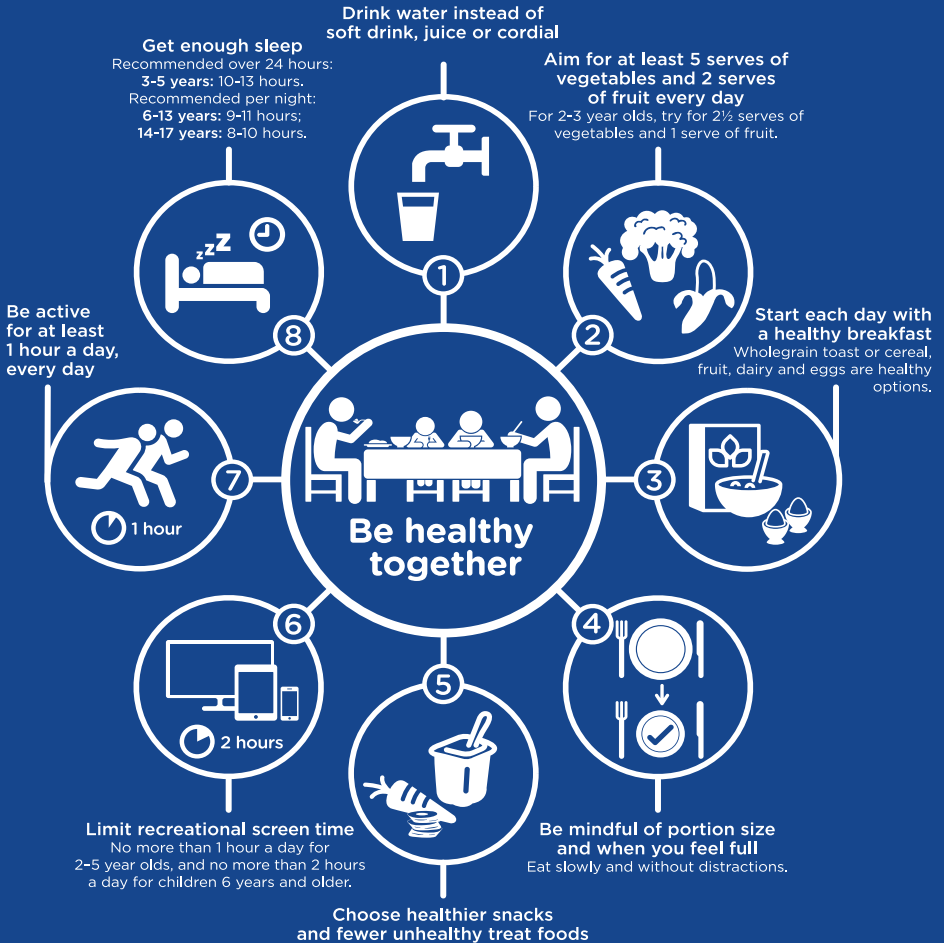 Drink water instead of
soft drink, juice or cordial
1
Aim for at least 5 serves of
vegetables and 2 serves
of fruit every day
For 2-3 year olds, try for 2½ serves of
vegetables and 1 serve of fruit.
2
Start each day with
a healthy breakfast
Wholegrain toast or cereal,
fruit, dairy and eggs are healthy
options.
3
4
Be mindful of portion size
and when you feel full
Eat slowly and without distractions.
5
Choose healthier snacks
and fewer unhealthy treat foods
6
2 hours
Limit recreational screen time
No more than 1 hour a day for
2-5 year olds, and no more than 2 hours
a day for children 6 years and older.
Be active
for at least
1 hour a day,
every day
7
1 hour
Get enough sleep
Recommended over 24 hours:
3-5 years: 10-13 hours.
Recommended per night:
6-13 years: 9-11 hours;
14-17 years: 8-10 hours.
zzZ
8
Be healthy
together